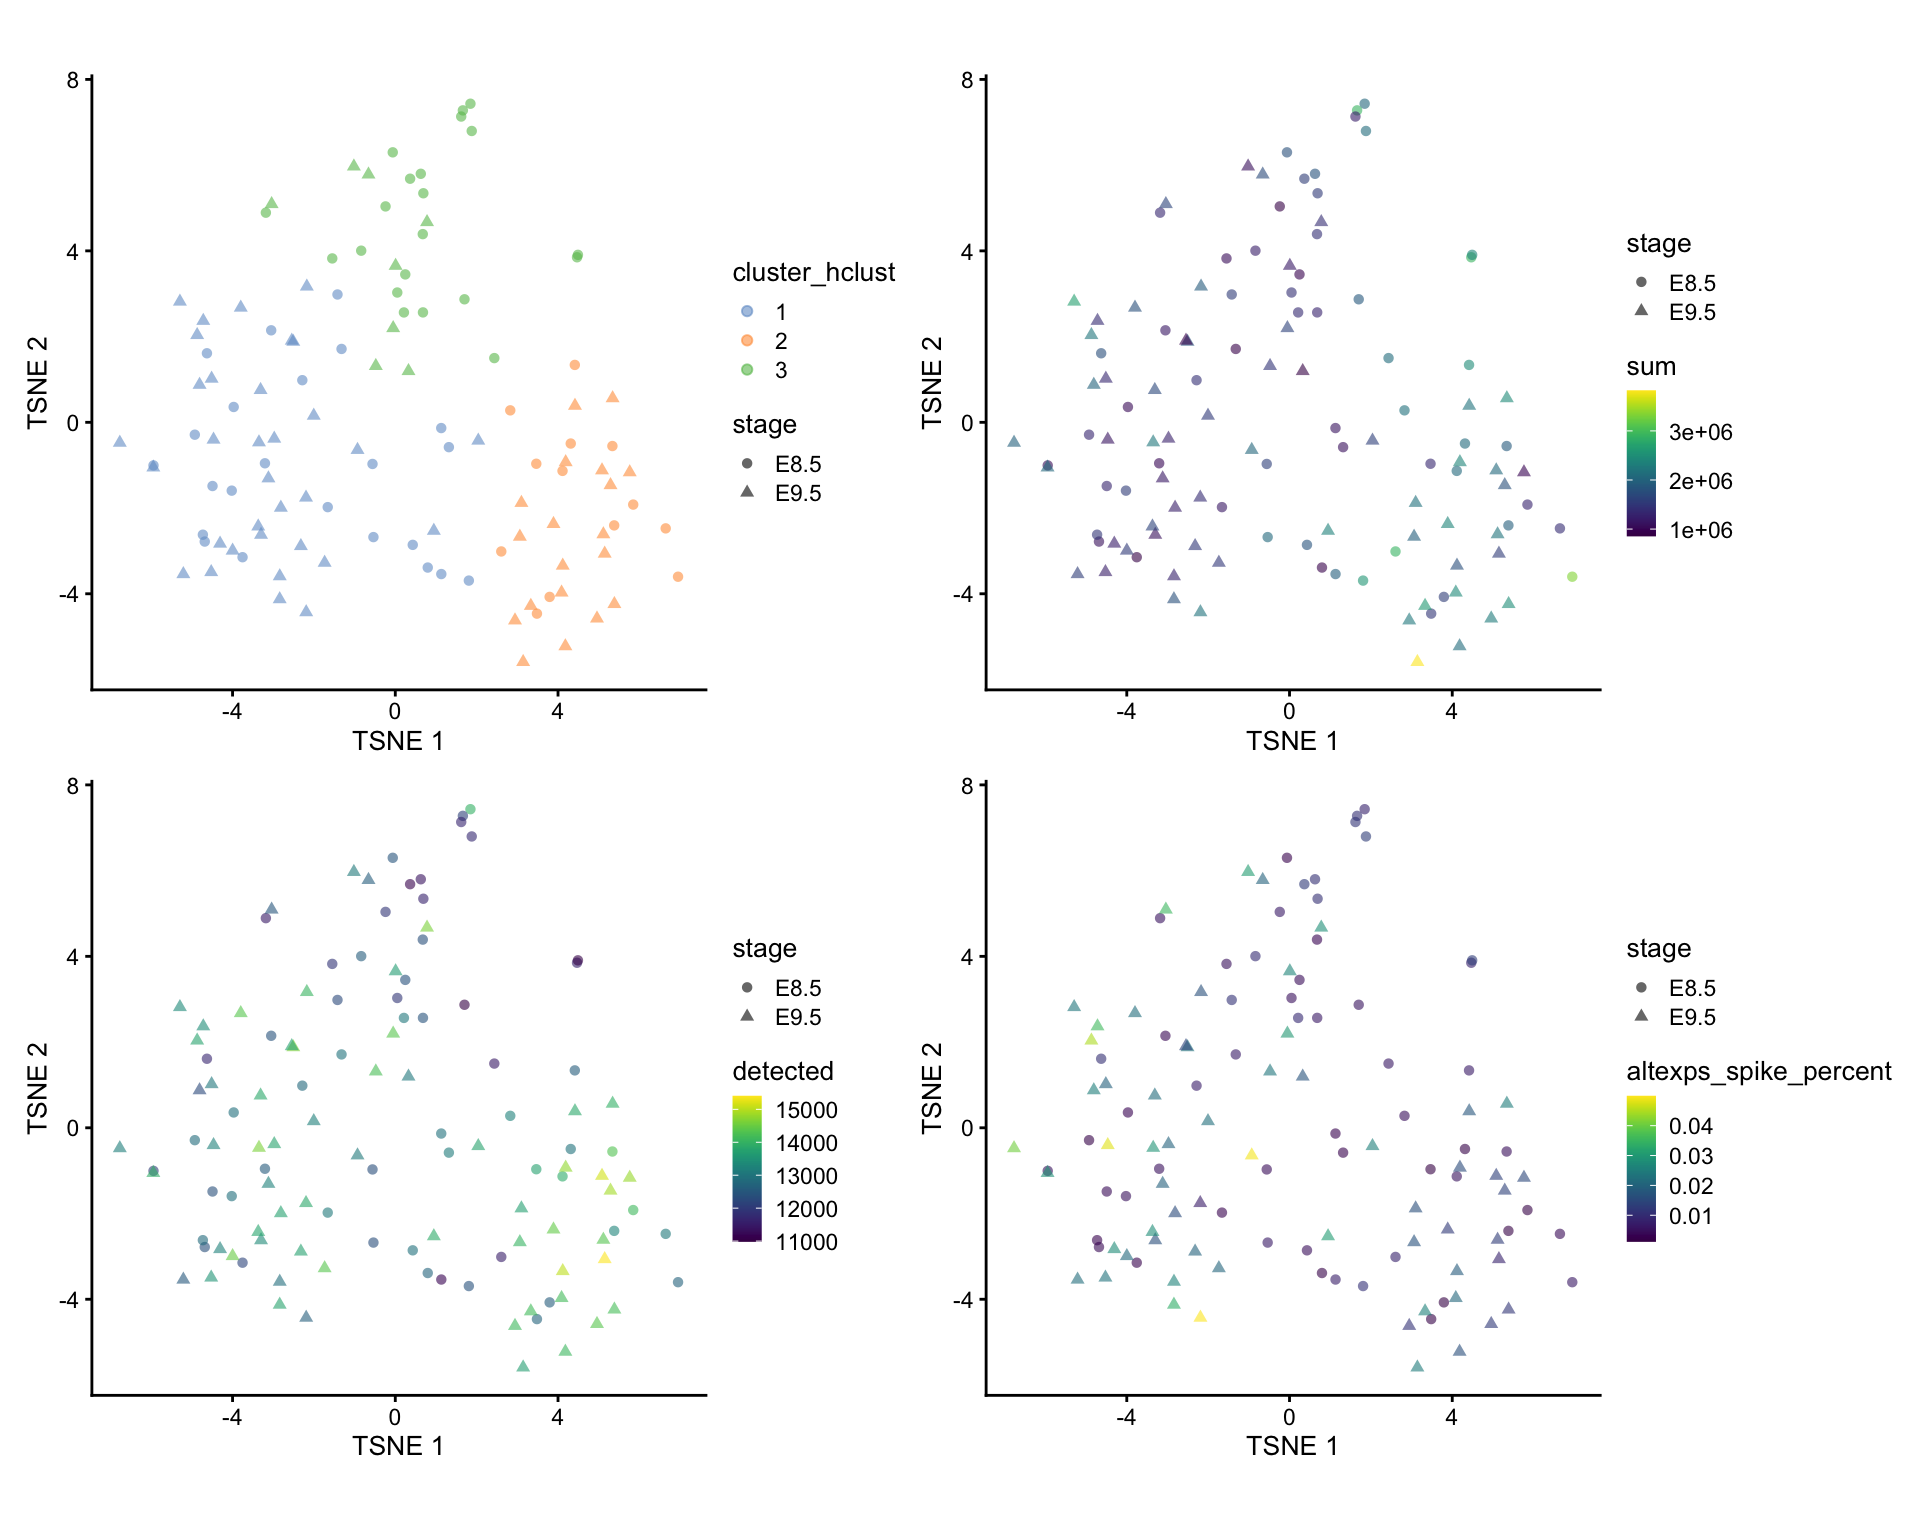 8
4
0
-4
TSNE 2
-4 0 4
TSNE 1
cluster_hclust
1
2
3
stage
E8.5
E9.5
8
4
0
-4
TSNE 2
-4 0 4
TSNE 1
stage
E8.5
E9.5
sum
3e+06
2e+06
1e+06
8
4
0
-4
TSNE 2
-4 0 4
TSNE 1
stage
E8.5
E9.5
detected
15000
14000
13000
12000
11000
8
4
0
-4
TSNE 2
-4 0 4
TSNE 1
stage
E8.5
E9.5
altexps_spike_percent
0.04
0.03
0.02
0.01